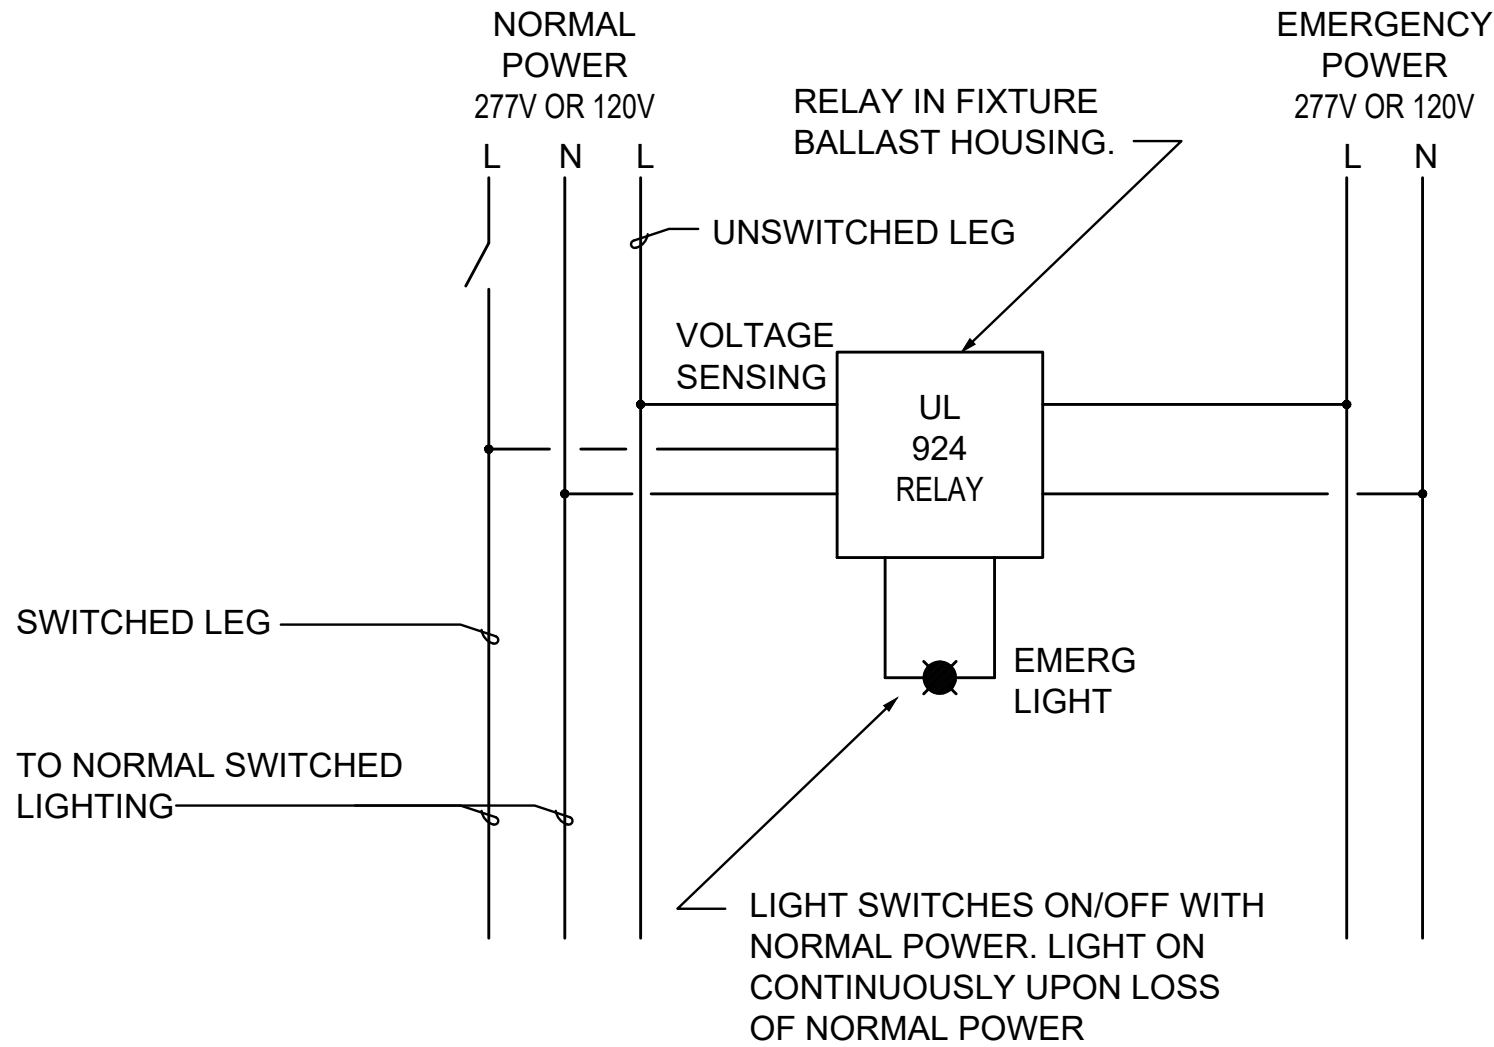 NORMAL
POWER
277V OR 120V
L N L
EMERGENCY
POWER
277V OR 120V
L N
RELAY IN FIXTURE
BALLAST HOUSING.
UNSWITCHED LEG
VOLTAGE
SENSING
UL
924
RELAY
SWITCHED LEG
EMERG
LIGHT
TO NORMAL SWITCHED
LIGHTING
LIGHT SWITCHES ON/OFF WITH
NORMAL POWER. LIGHT ON
CONTINUOUSLY UPON LOSS
OF NORMAL POWER